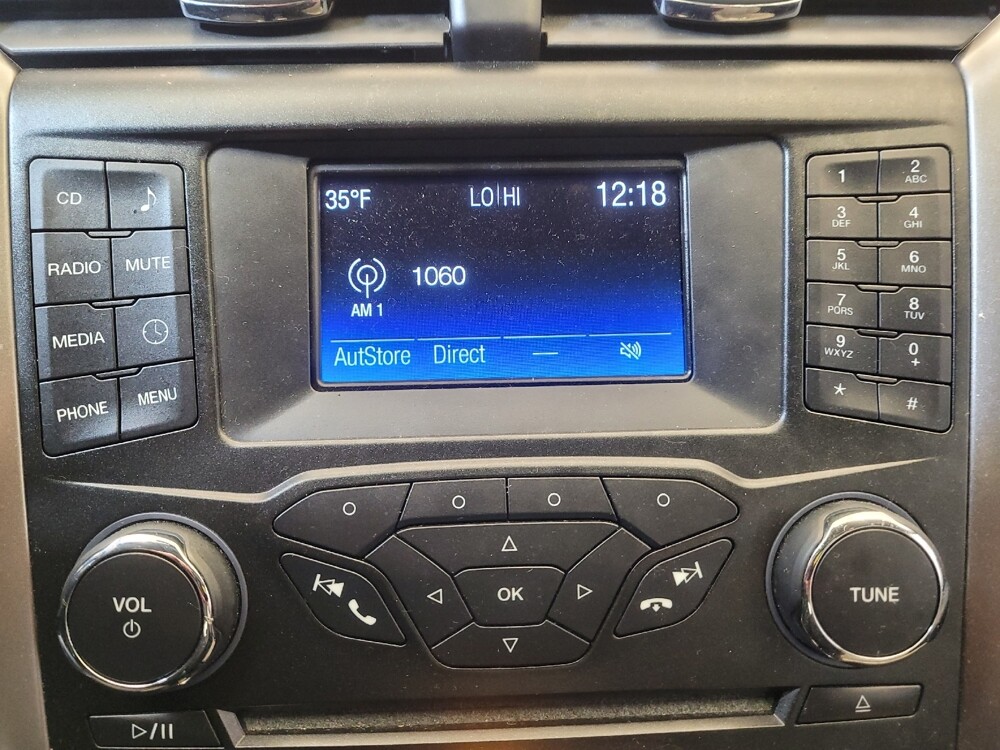 35°F LO|HI 12:18
1060
AM 1
AutStore Direct —
CD
RADIO MUTE
MEDIA
PHONE MENU
1 2 ABC
3 DEF 4 GHI
5 JKL 6 MNO
7 PQRS 8 TUV
9 WXYZ 0 +
* #
VOL
OK
TUNE